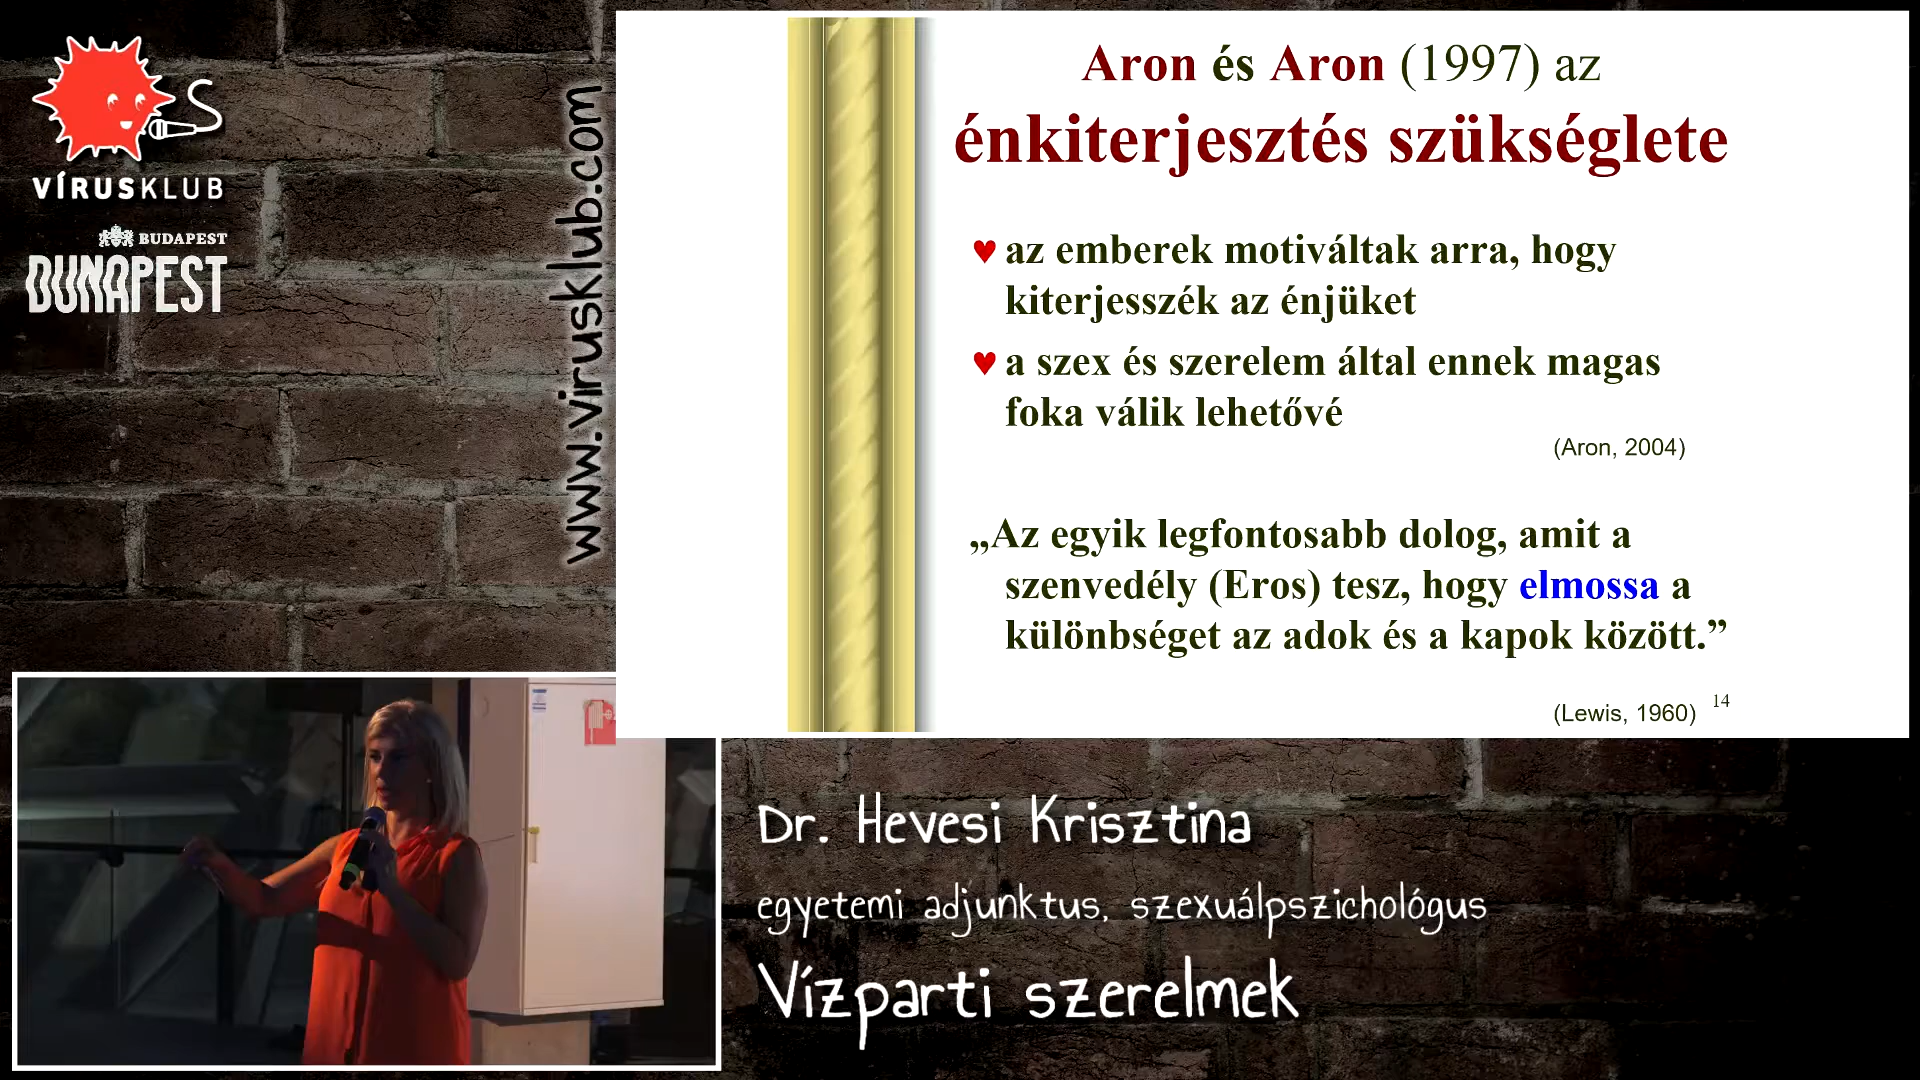 VÍRUSKLUB
BUDAPEST
DUNAPEST
www.virusklub.com
Aron és Aron (1997) az
énkiterjesztés szükséglete
♥ az emberek motiváltak arra, hogy
kiterjesszék az énjüket
♥ a szex és szerelem által ennek magas
foka válik lehetővé
(Aron, 2004)
„Az egyik legfontosabb dolog, amit a
szenvedély (Eros) tesz, hogy elmossa a
különbséget az adok és a kapok között.”
(Lewis, 1960)
14
Dr. Hevesi Krisztina
egyetemi adjunktus, szexuálpszichológus
Vízparti szerelmek